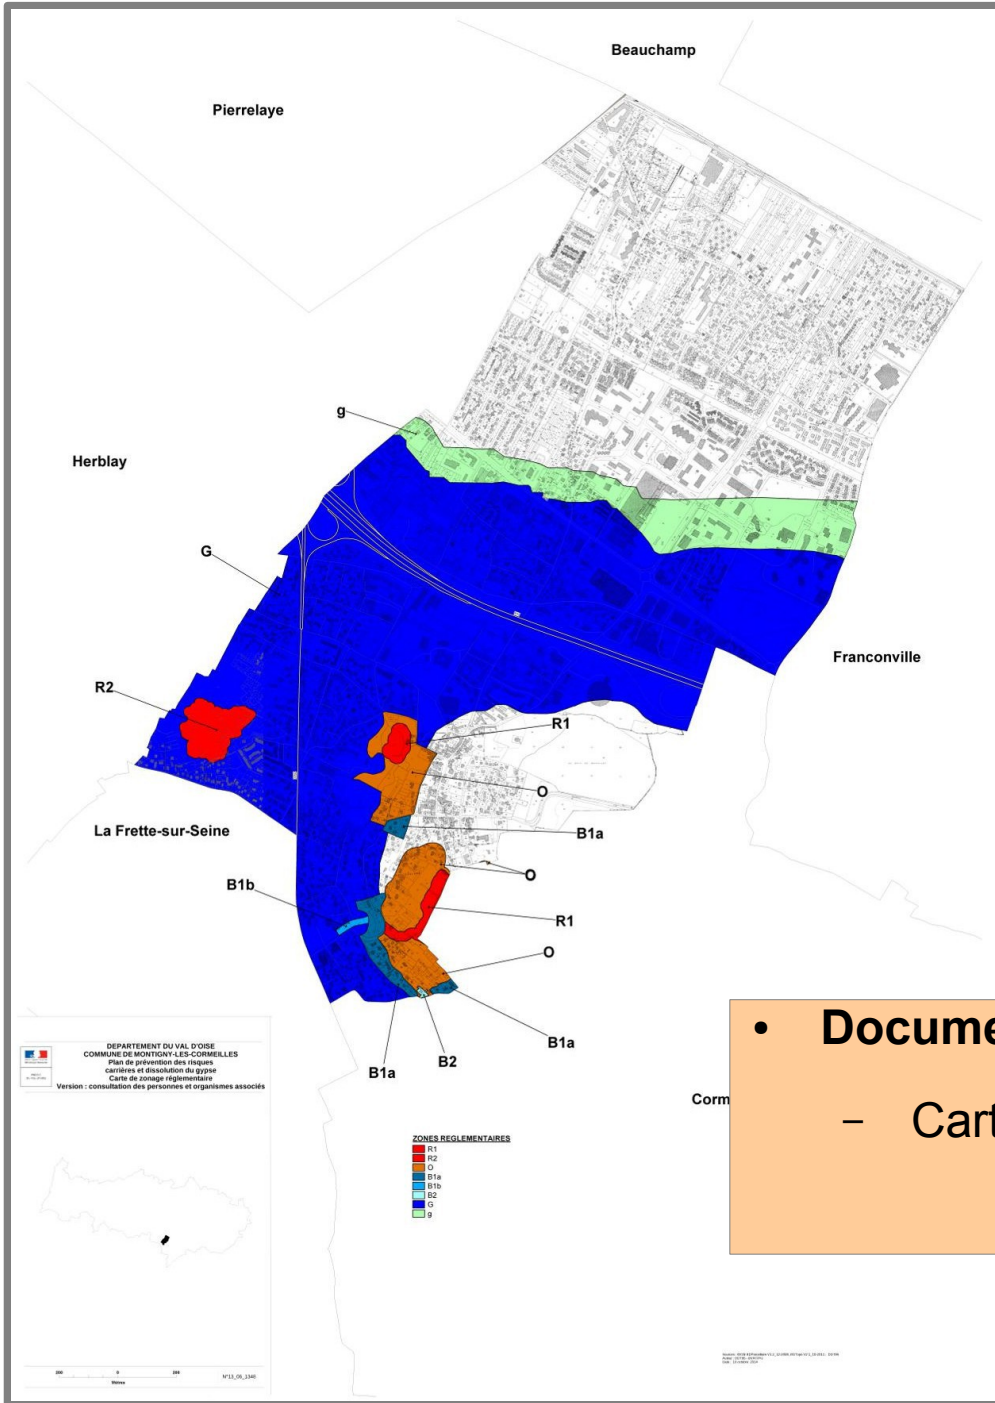 Beauchamp
Pierrelaye
g
Herblay
G
Franconville
R2
R1
O
La Frette-sur-Seine
B1a
O
B1b
R1
O
B1a
B2
B1a
Corm
• Docume
– Cart
DEPARTEMENT DU VAL D'OISE
COMMUNE DE MONTIGNY-LES-CORMEILLES
Plan de prévention des risques
carrières et dissolution du gypse
Carte de zonage réglementaire
Version : consultation des personnes et organismes associés
ZONES REGLEMENTAIRES
R1
R2
O
B1a
B1b
B2
G
g
0
Mètres